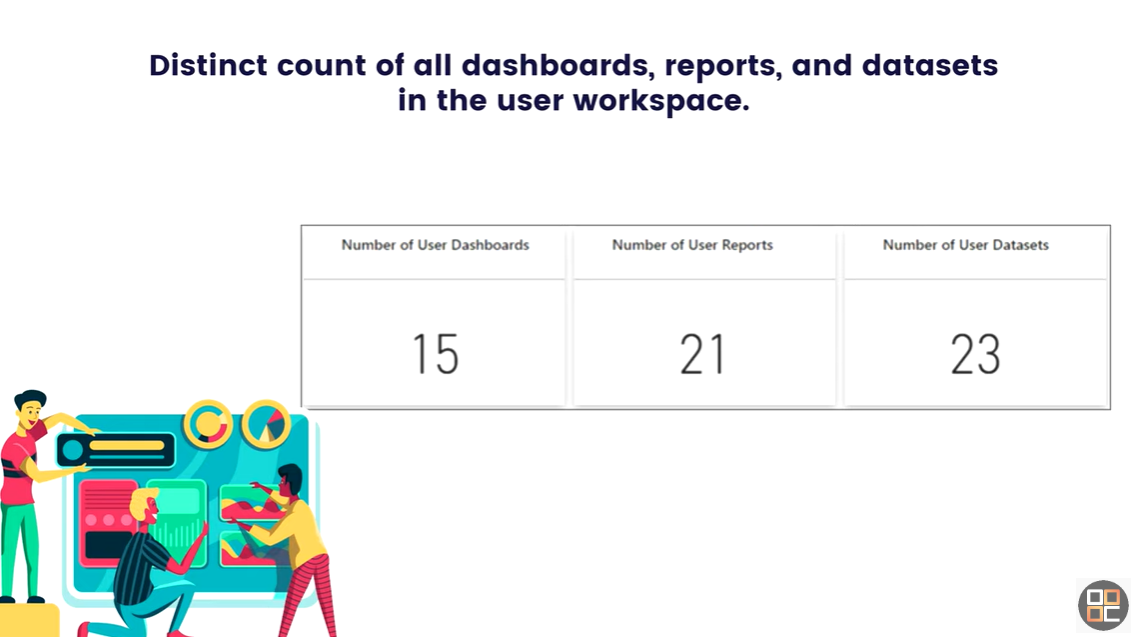 Distinct count of all dashboards, reports, and datasets
in the user workspace.
Number of User Dashboards
Number of User Reports
Number of User Datasets
15
21
23